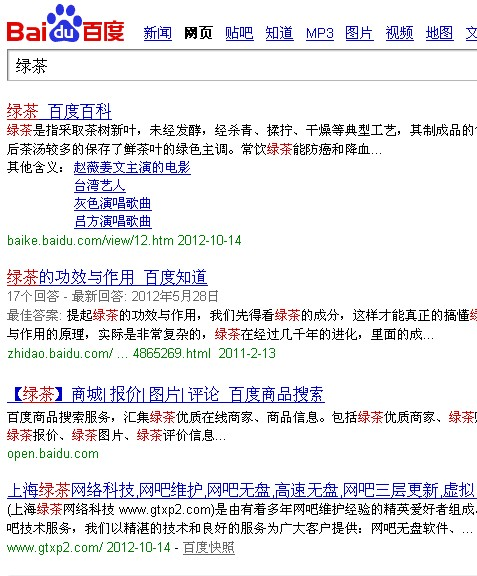 Bai du 百度 新闻 网页 贴吧 知道 MP3 图片 视频 地图
绿茶
绿茶_百度百科
绿茶是指采取茶树新叶，未经发酵，经杀青、揉拧、干燥等典型工艺，其制成品的
后茶汤较多的保存了鲜茶叶的绿色主调。常饮绿茶能防癌和降血...
其他含义： 赵薇姜文主演的电影
台湾艺人
灰色演唱歌曲
吕方演唱歌曲
baike.baidu.com/view/12.htm 2012-10-14
绿茶的功效与作用_百度知道
17个回答 - 最新回答: 2012年5月28日
最佳答案: 提起绿茶的功效与作用，我们先得看绿茶的成分，这样才能真正的搞懂绿
与作用的原理，实际是非常复杂的，绿茶在经过几千年的进化，里面的成...
zhidao.baidu.com/ ... 4865269.html 2011-2-13
【绿茶】商城|报价|图片|评论_百度商品搜索
百度商品搜索服务，汇集绿茶优质在线商家、商品信息。包括绿茶优质商家、绿茶
绿茶报价、绿茶图片、绿茶评价信息...
open.baidu.com
上海绿茶网络科技,网吧维护,网吧无盘,高速无盘,网吧三层更新,虚拟
(上海绿茶网络科技 www.gtxp2.com)是由有着多年网吧维护经验的精英爱好者组成.
吧技术服务，我们以精湛的技术和良好的服务为广大客户提供：网吧无盘软件、...
www.gtxp2.com/ 2012-10-14 - 百度快照